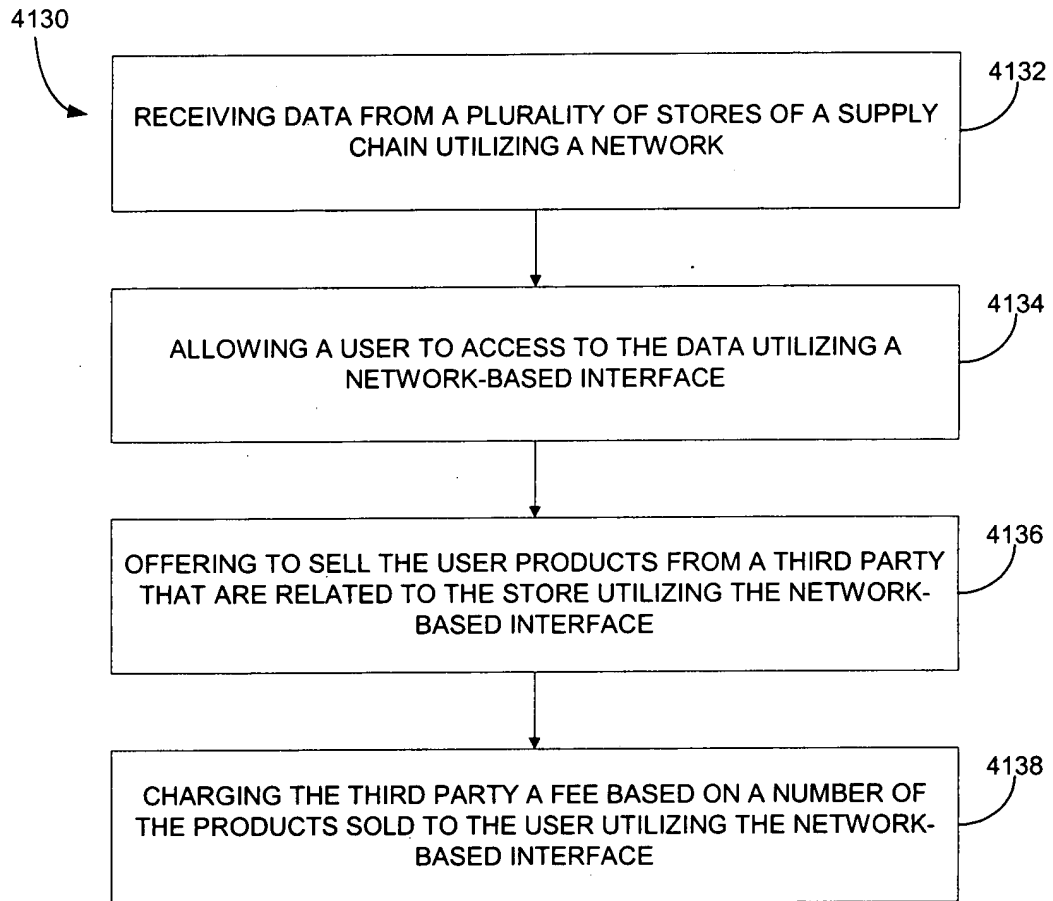 4130
4132
RECEIVING DATA FROM A PLURALITY OF STORES OF A SUPPLY
CHAIN UTILIZING A NETWORK
4134
ALLOWING A USER TO ACCESS TO THE DATA UTILIZING A
NETWORK-BASED INTERFACE
4136
OFFERING TO SELL THE USER PRODUCTS FROM A THIRD PARTY
THAT ARE RELATED TO THE STORE UTILIZING THE NETWORK-
BASED INTERFACE
4138
CHARGING THE THIRD PARTY A FEE BASED ON A NUMBER OF
THE PRODUCTS SOLD TO THE USER UTILIZING THE NETWORK-
BASED INTERFACE